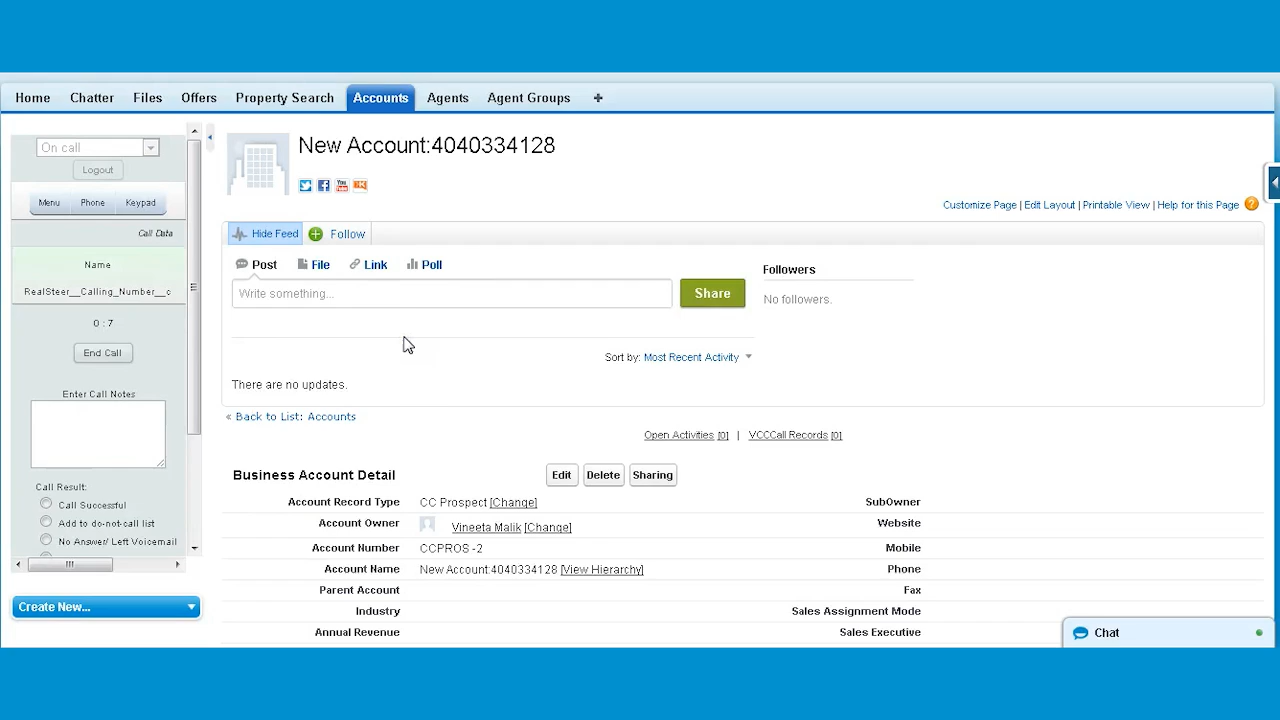 Home Chatter Files Offers Property Search Accounts Agents Agent Groups +
On call
Logout
Menu Phone Keypad
Call Data
Name
RealSteer__Calling_Number__c
0 : 7
End Call
Enter Call Notes
Call Result:
Call Successful
Add to do-not-call list
No Answer/ Left Voicemail
Create New...
New Account:4040334128
Customize Page | Edit Layout | Printable View | Help for this Page ?
Hide Feed Follow
Post File Link Poll
Write something...
Share
Followers
No followers.
Sort by: Most Recent Activity
There are no updates.
« Back to List: Accounts
Open Activities [0] | VCCCall Records [0]
Business Account Detail Edit Delete Sharing
Account Record Type CC Prospect [Change] SubOwner
Account Owner Vineeta Malik [Change] Website
Account Number CCPROS -2 Mobile
Account Name New Account:4040334128 [View Hierarchy] Phone
Parent Account Fax
Industry Sales Assignment Mode
Annual Revenue Sales Executive
Chat